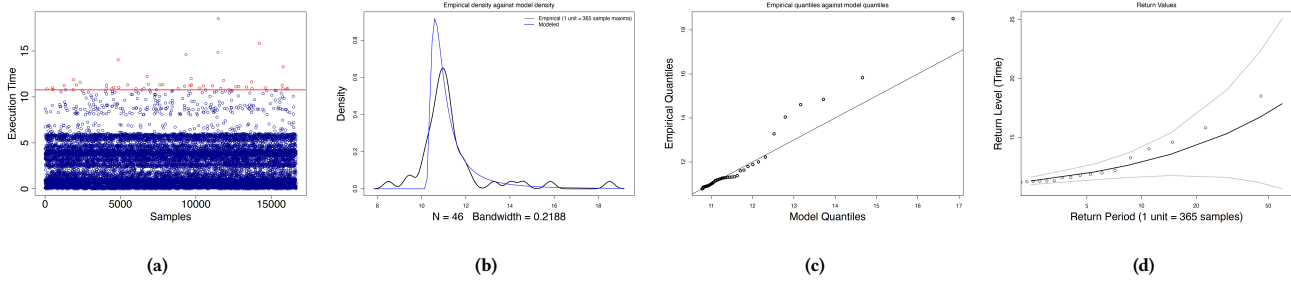 Execution Time
15
10
5
0
0
5000
10000
15000
Samples
(a)
Empirical density against model density
Empirical (1 unit = 365 sample maxima)
Modeled
Density
0.8
0.6
0.4
0.2
0.0
8
10
12
14
16
18
N = 46 Bandwidth = 0.2188
(b)
Empirical quantiles against model quantiles
Empirical Quantiles
18
16
14
12
11
12
13
14
15
16
17
Model Quantiles
(c)
Return Values
Return Level (Time)
25
20
15
5
10
20
50
Return Period (1 unit = 365 samples)
(d)